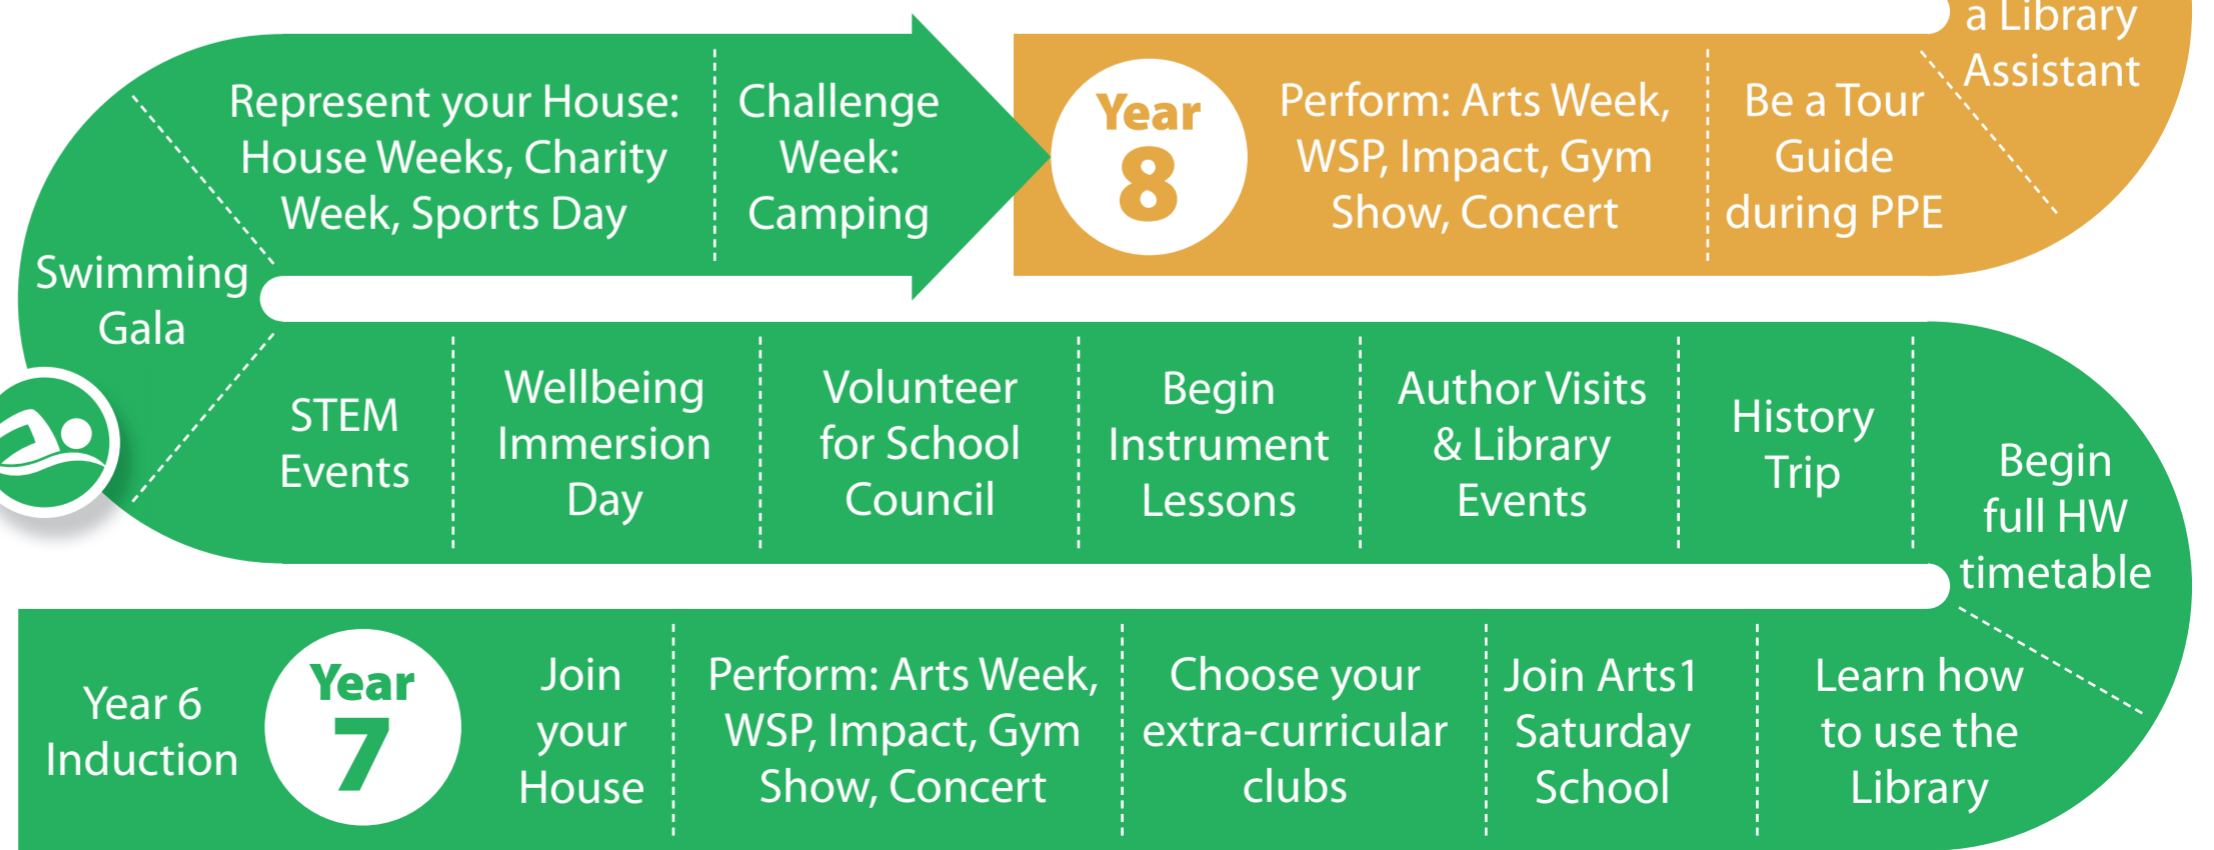 a Library
Assistant
Represent your House:
House Weeks, Charity
Week, Sports Day
Challenge
Week:
Camping
Year
8
Perform: Arts Week,
WSP, Impact, Gym
Show, Concert
Be a Tour
Guide
during PPE
Swimming
Gala
STEM
Events
Wellbeing
Immersion
Day
Volunteer
for School
Council
Begin
Instrument
Lessons
Author Visits
& Library
Events
History
Trip
Begin
full HW
timetable
Year 6
Induction
Year
7
Join
your
House
Perform: Arts Week,
WSP, Impact, Gym
Show, Concert
Choose your
extra-curricular
clubs
Join Arts1
Saturday
School
Learn how
to use the
Library